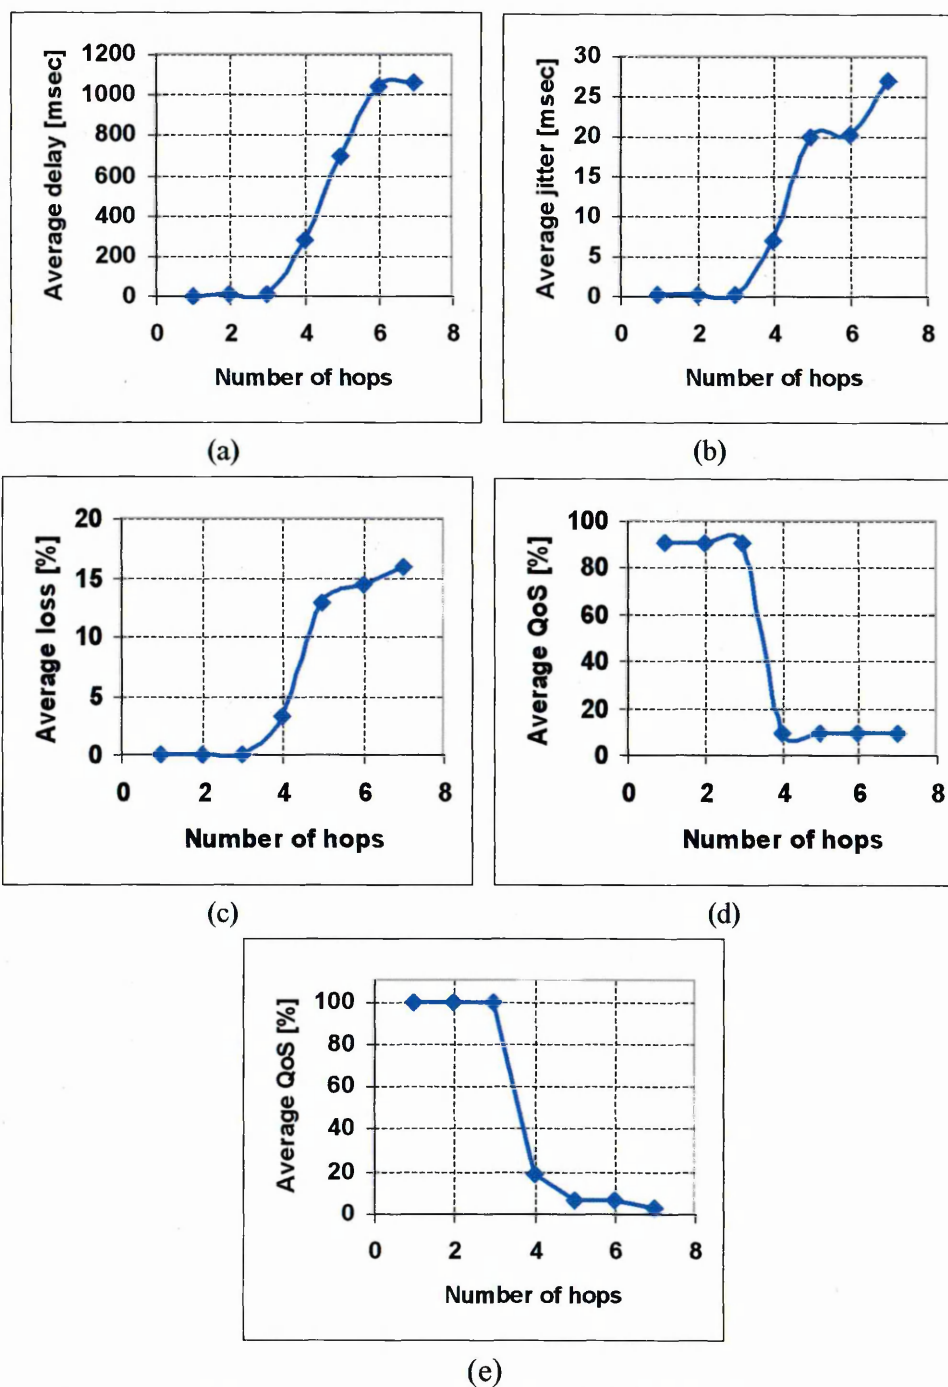 Average delay [msec]
1200
1000
800
600
400
200
0
0 2 4 6 8
Number of hops
(a)
Average jitter [msec]
30
25
20
15
10
5
0
0 2 4 6 8
Number of hops
(b)
Average loss [%]
20
15
10
5
0
0 2 4 6 8
Number of hops
(c)
Average QoS [%]
100
80
60
40
20
0
0 2 4 6 8
Number of hops
(d)
Average QoS [%]
100
80
60
40
20
0
0 2 4 6 8
Number of hops
(e)